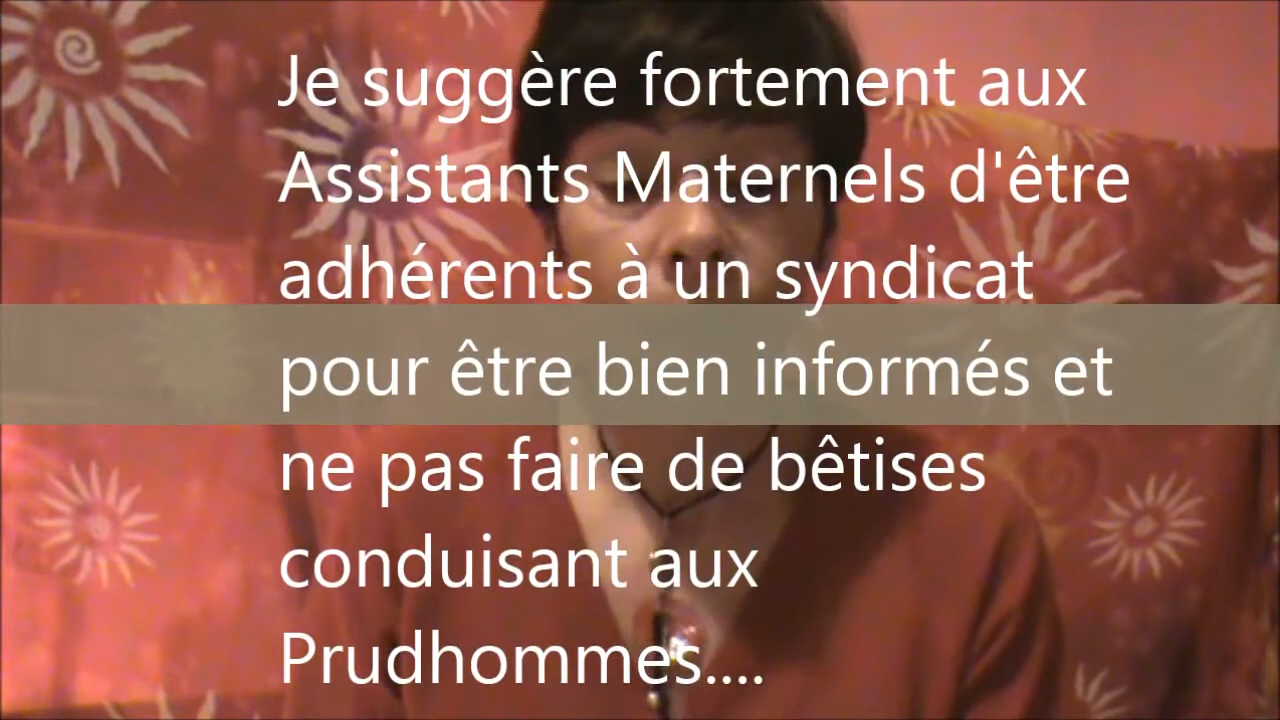 Je suggère fortement aux
Assistants Maternels d'être
adhérents à un syndicat
pour être bien informés et
ne pas faire de bêtises
conduisant aux
Prudhommes....